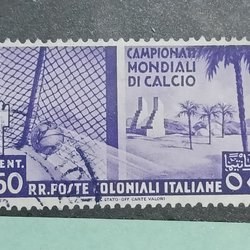 CAMPIONATI
MONDIALI
DI CALCIO
CENT.
50
RR.POSTE COLONIALI ITALIANE